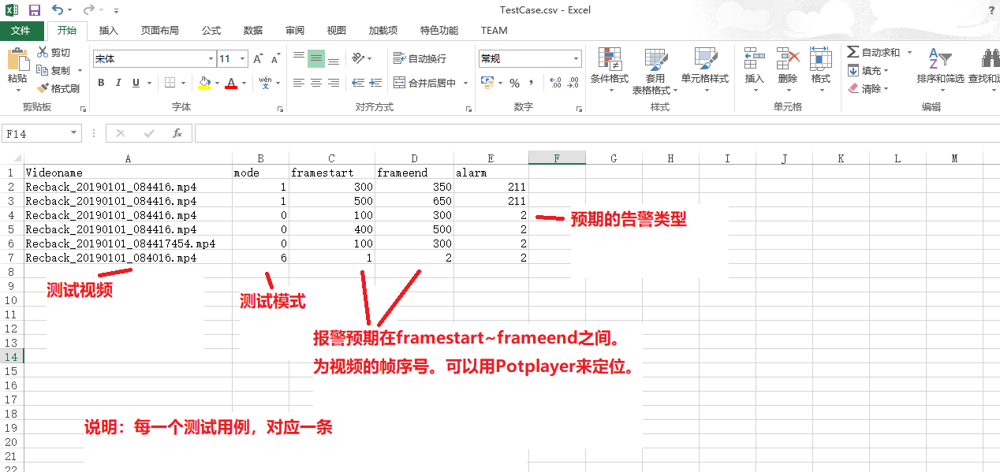 TestCase.csv - Excel
?
文件 开始 插入 页面布局 公式 数据 审阅 视图 加载项 特色功能 TEAM
粘贴
剪切
复制
格式刷
剪贴板
宋体 11 A A
B I U A wén 文
字体
自动换行
合并后居中
对齐方式
常规
% , .0 .00 .00 .0
数字
条件格式
套用
表格格式
单元格样式
样式
插入 删除 格式
单元格
自动求和
填充
清除
排序和筛选
编辑
F14 fx
A B C D E F G H I J K L M
1 Videoname mode framestart frameend alarm
2 Recback_20190101_084416.mp4 1 300 350 211
3 Recback_20190101_084416.mp4 1 500 650 211
4 Recback_20190101_084416.mp4 0 100 300 2
5 Recback_20190101_084416.mp4 0 400 500 2
6 Recback_20190101_084417454.mp4 0 100 300 2
7 Recback_20190101_084016.mp4 6 1 2 2
预期的告警类型
8
9
测试视频
10
测试模式
11
12
13
报警预期在framestart~frameend之间。
14
15
为视频的帧序号。可以用Potplayer来定位。
16
17
18
19
说明：每一个测试用例，对应一条
20
21
22